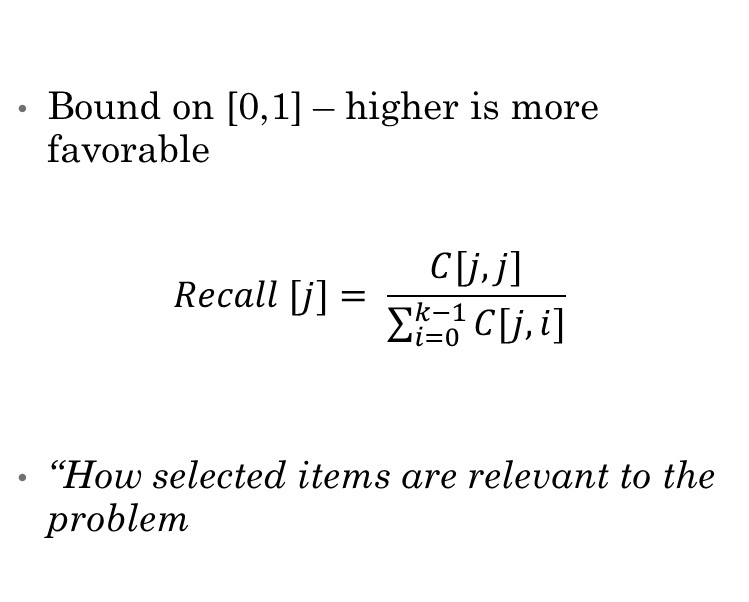 • Bound on [0,1] – higher is more
favorable
Recall [j] = C[j,j] / ∑_{i=0}^{k−1} C[j,i]
• “How selected items are relevant to the
problem